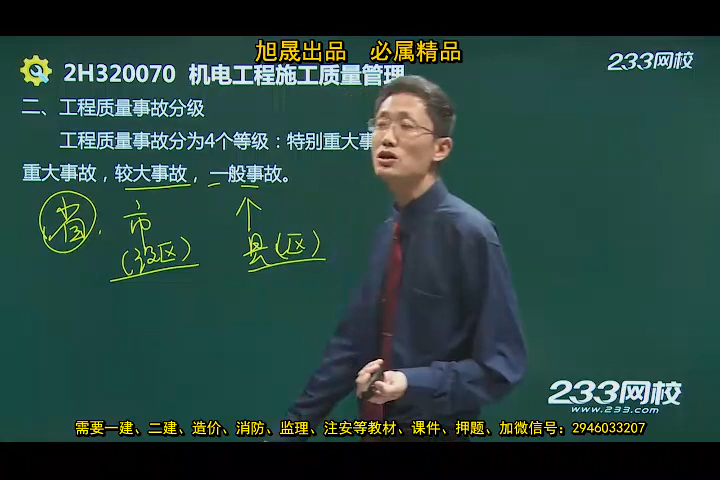 旭晟出品 必属精品
2H320070 机电工程施工质量管理
233网校
二、工程质量事故分级
工程质量事故分为4个等级：特别重大事
重大事故，较大事故，一般事故。
省. 市
(设区) 县(区)
233网校
www.233.com
需要一建、二建、造价、消防、监理、注安等教材、课件、押题、加微信号：2946033207